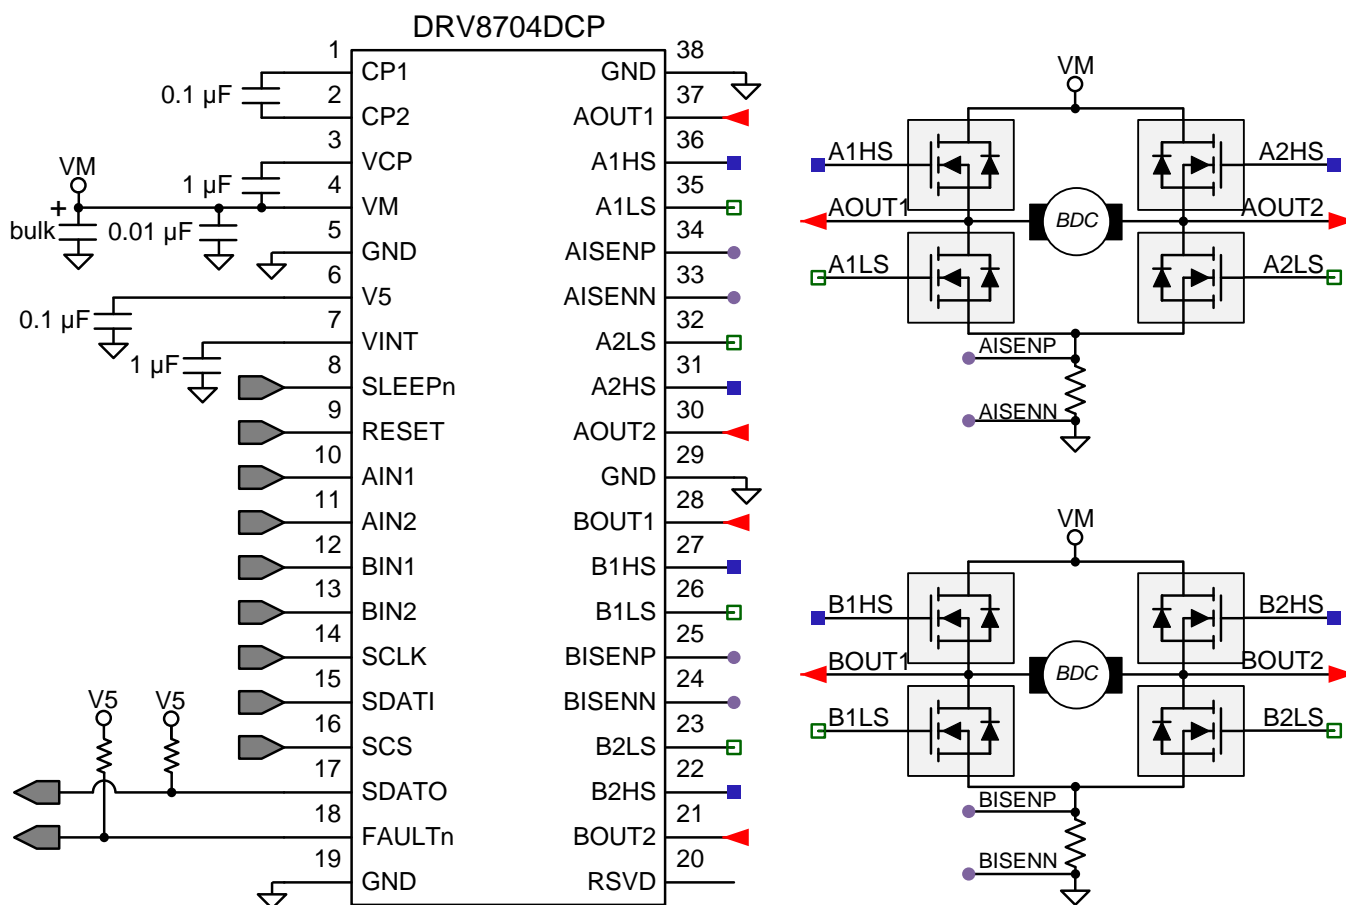 DRV8704DCP
1
CP1
0.1 µF
2
CP2
3
VCP
VM
1 µF
4
VM
+
bulk
0.01 µF
5
GND
6
V5
0.1 µF
7
VINT
1 µF
8
SLEEPn
9
RESET
10
AIN1
11
AIN2
12
BIN1
13
BIN2
14
SCLK
15
SDATI
V5
V5
16
SCS
17
SDATO
18
FAULTn
19
GND
38
GND
37
AOUT1
36
A1HS
35
A1LS
34
AISENP
33
AISENN
32
A2LS
31
A2HS
30
AOUT2
29
GND
28
BOUT1
27
B1HS
26
B1LS
25
BISENP
24
BISENN
23
B2LS
22
B2HS
21
BOUT2
20
RSVD
VM
A1HS
A2HS
AOUT1
BDC
AOUT2
A1LS
A2LS
AISENP
AISENN
VM
B1HS
B2HS
BOUT1
BDC
BOUT2
B1LS
B2LS
BISENP
BISENN